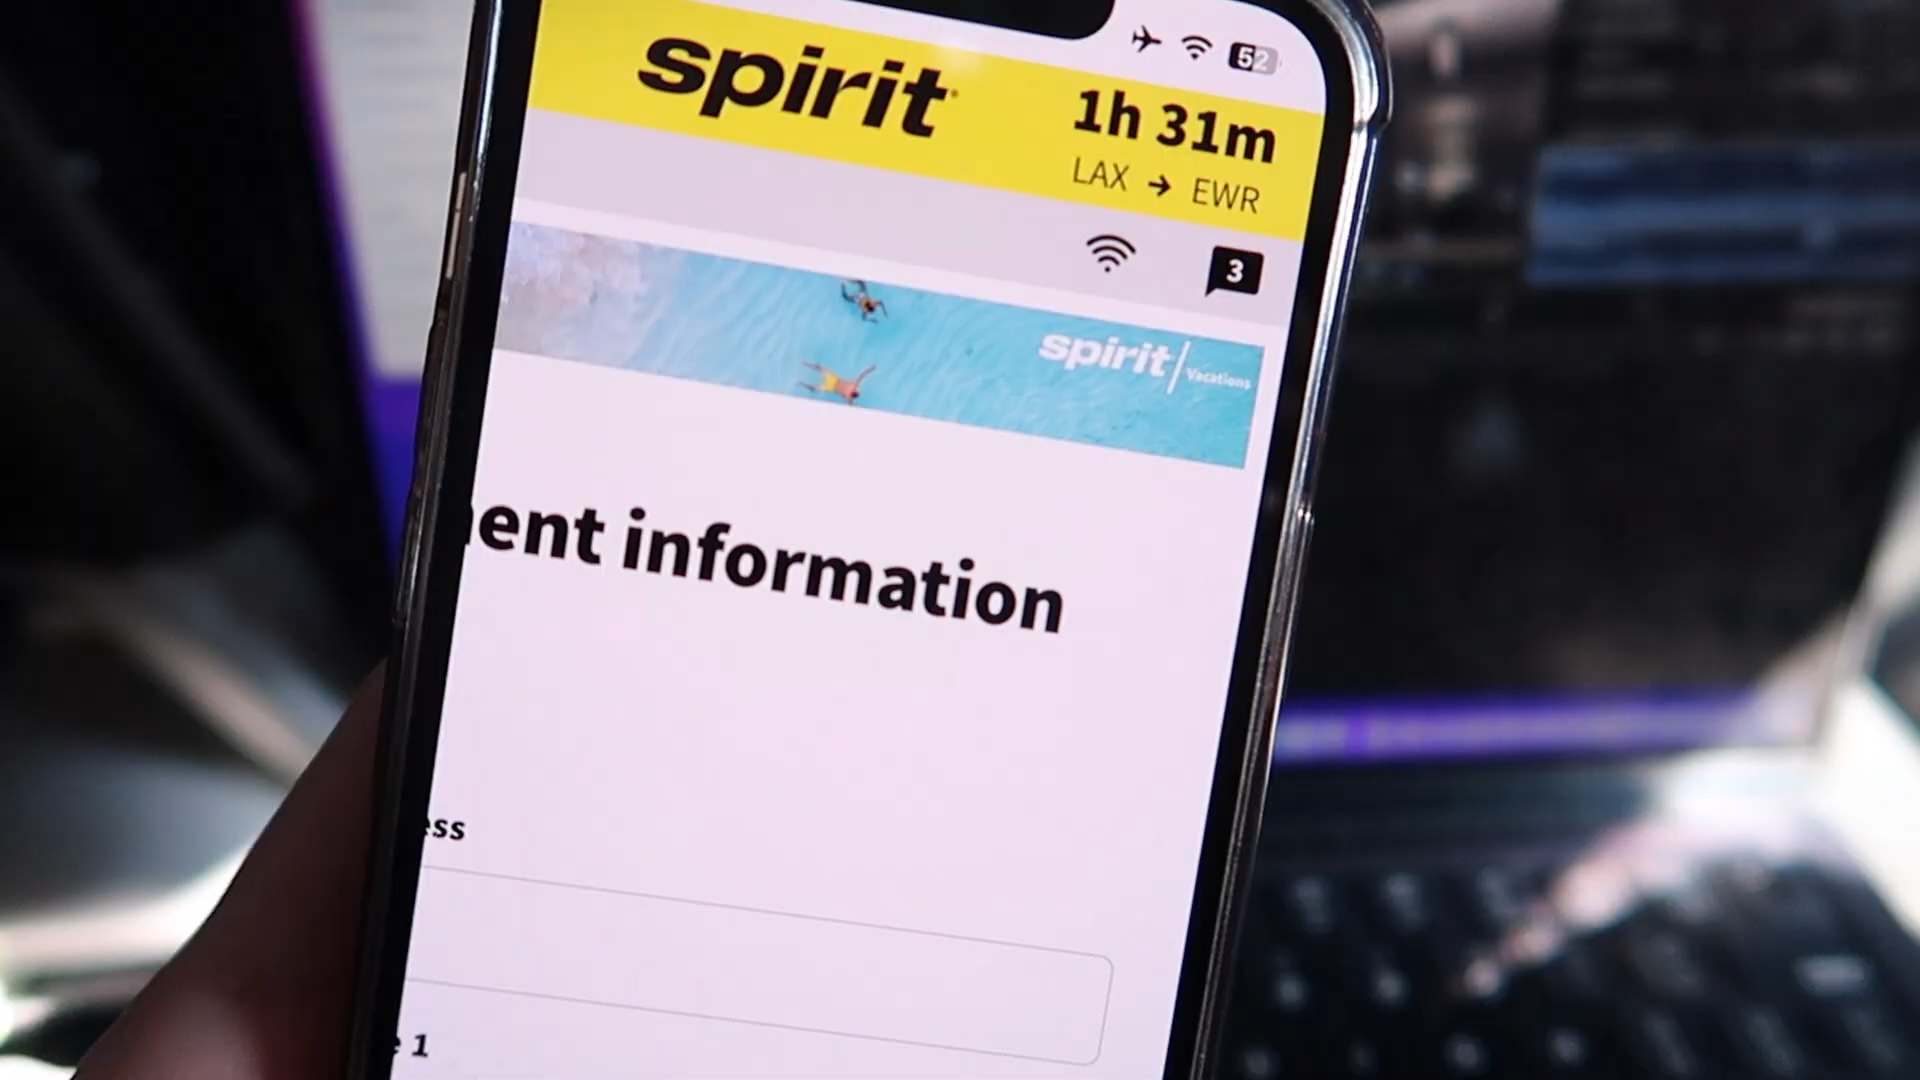 52
spirit
1h 31m
LAX → EWR
3
spirit | Vacations
ent information
ess
1